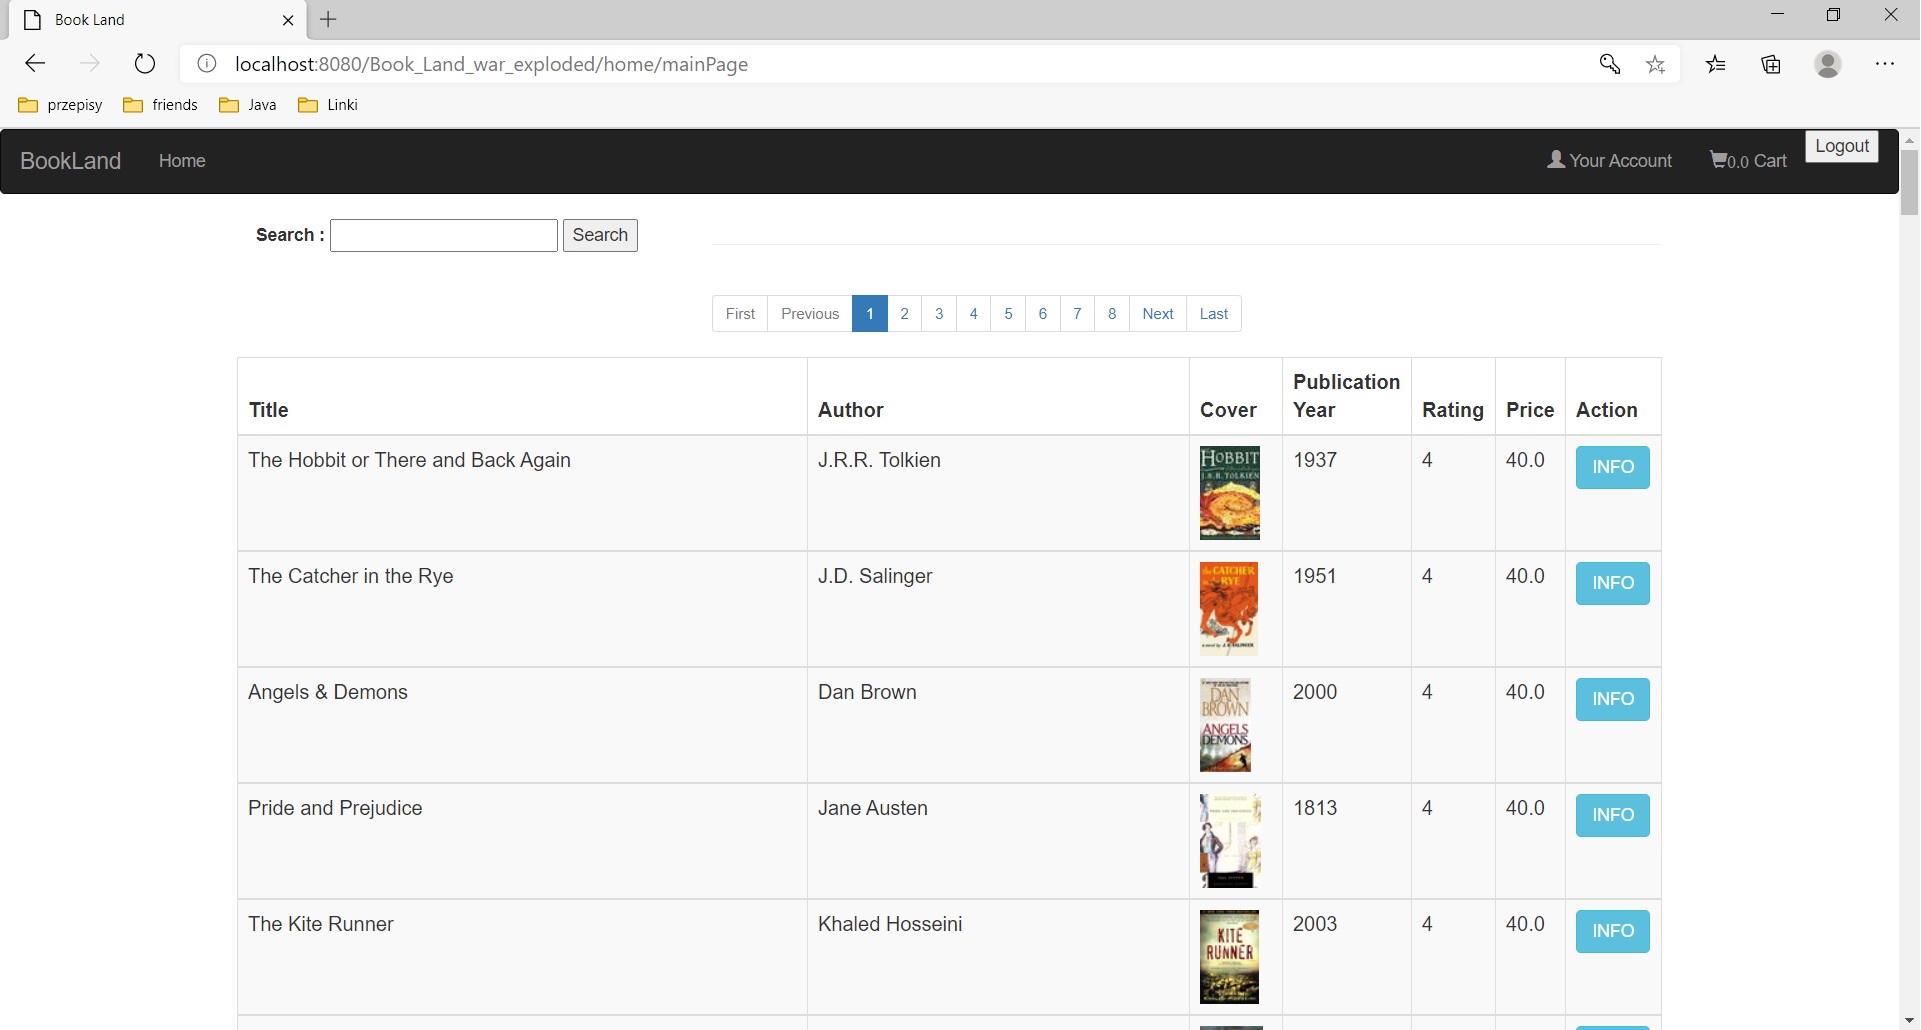 Book Land
localhost:8080/Book_Land_war_exploded/home/mainPage
przepisy friends Java Linki
BookLand Home Your Account 0.0 Cart Logout
Search : Search
First Previous 1 2 3 4 5 6 7 8 Next Last
Title Author Cover Publication Year Rating Price Action
The Hobbit or There and Back Again J.R.R. Tolkien HOBBIT J.R.R. TOLKIEN 1937 4 40.0 INFO
The Catcher in the Rye J.D. Salinger the CATCHER in the RYE a novel by J. D. SALINGER 1951 4 40.0 INFO
Angels & Demons Dan Brown DAN BROWN ANGELS DEMONS 2000 4 40.0 INFO
Pride and Prejudice Jane Austen 1813 4 40.0 INFO
The Kite Runner Khaled Hosseini KITE RUNNER 2003 4 40.0 INFO